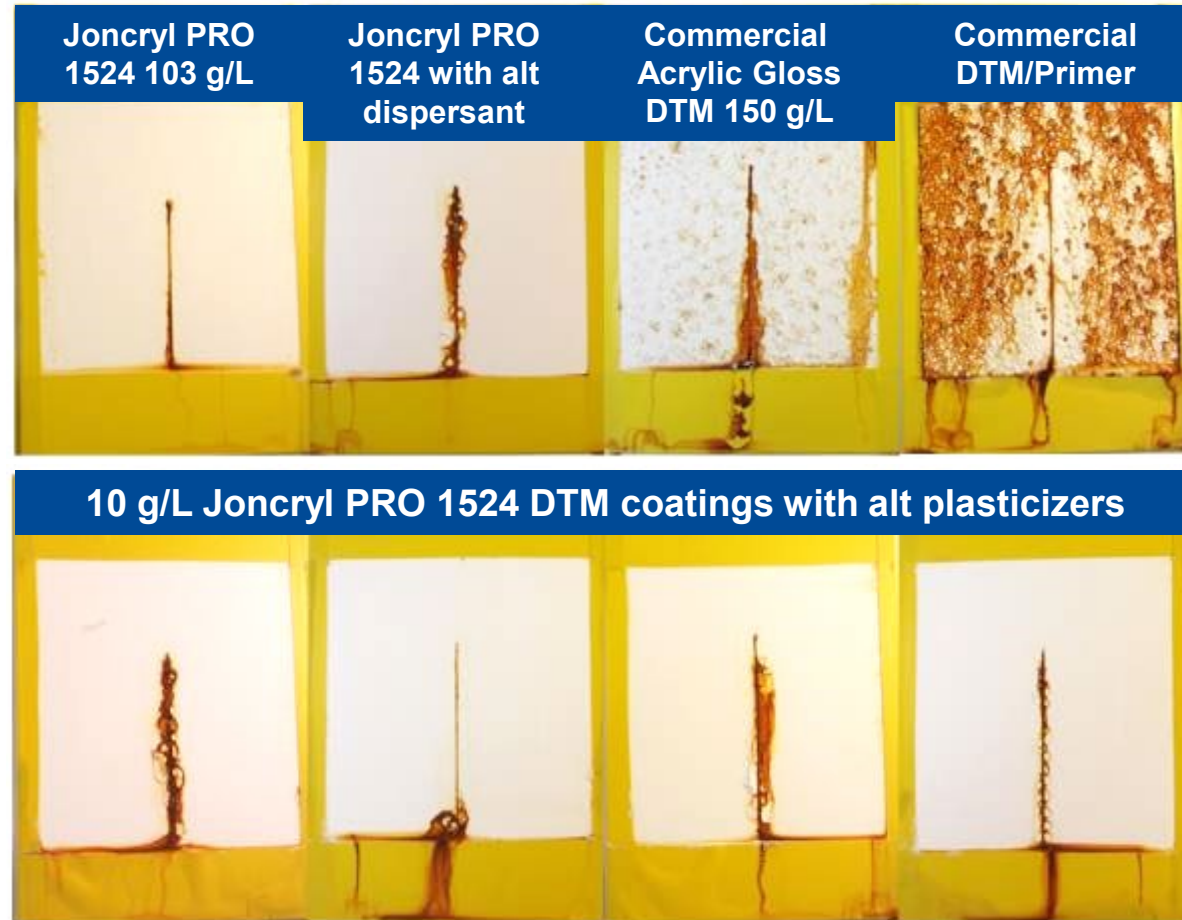 Joncryl PRO
1524 103 g/L
Joncryl PRO
1524 with alt
dispersant
Commercial
Acrylic Gloss
DTM 150 g/L
Commercial
DTM/Primer
10 g/L Joncryl PRO 1524 DTM coatings with alt plasticizers